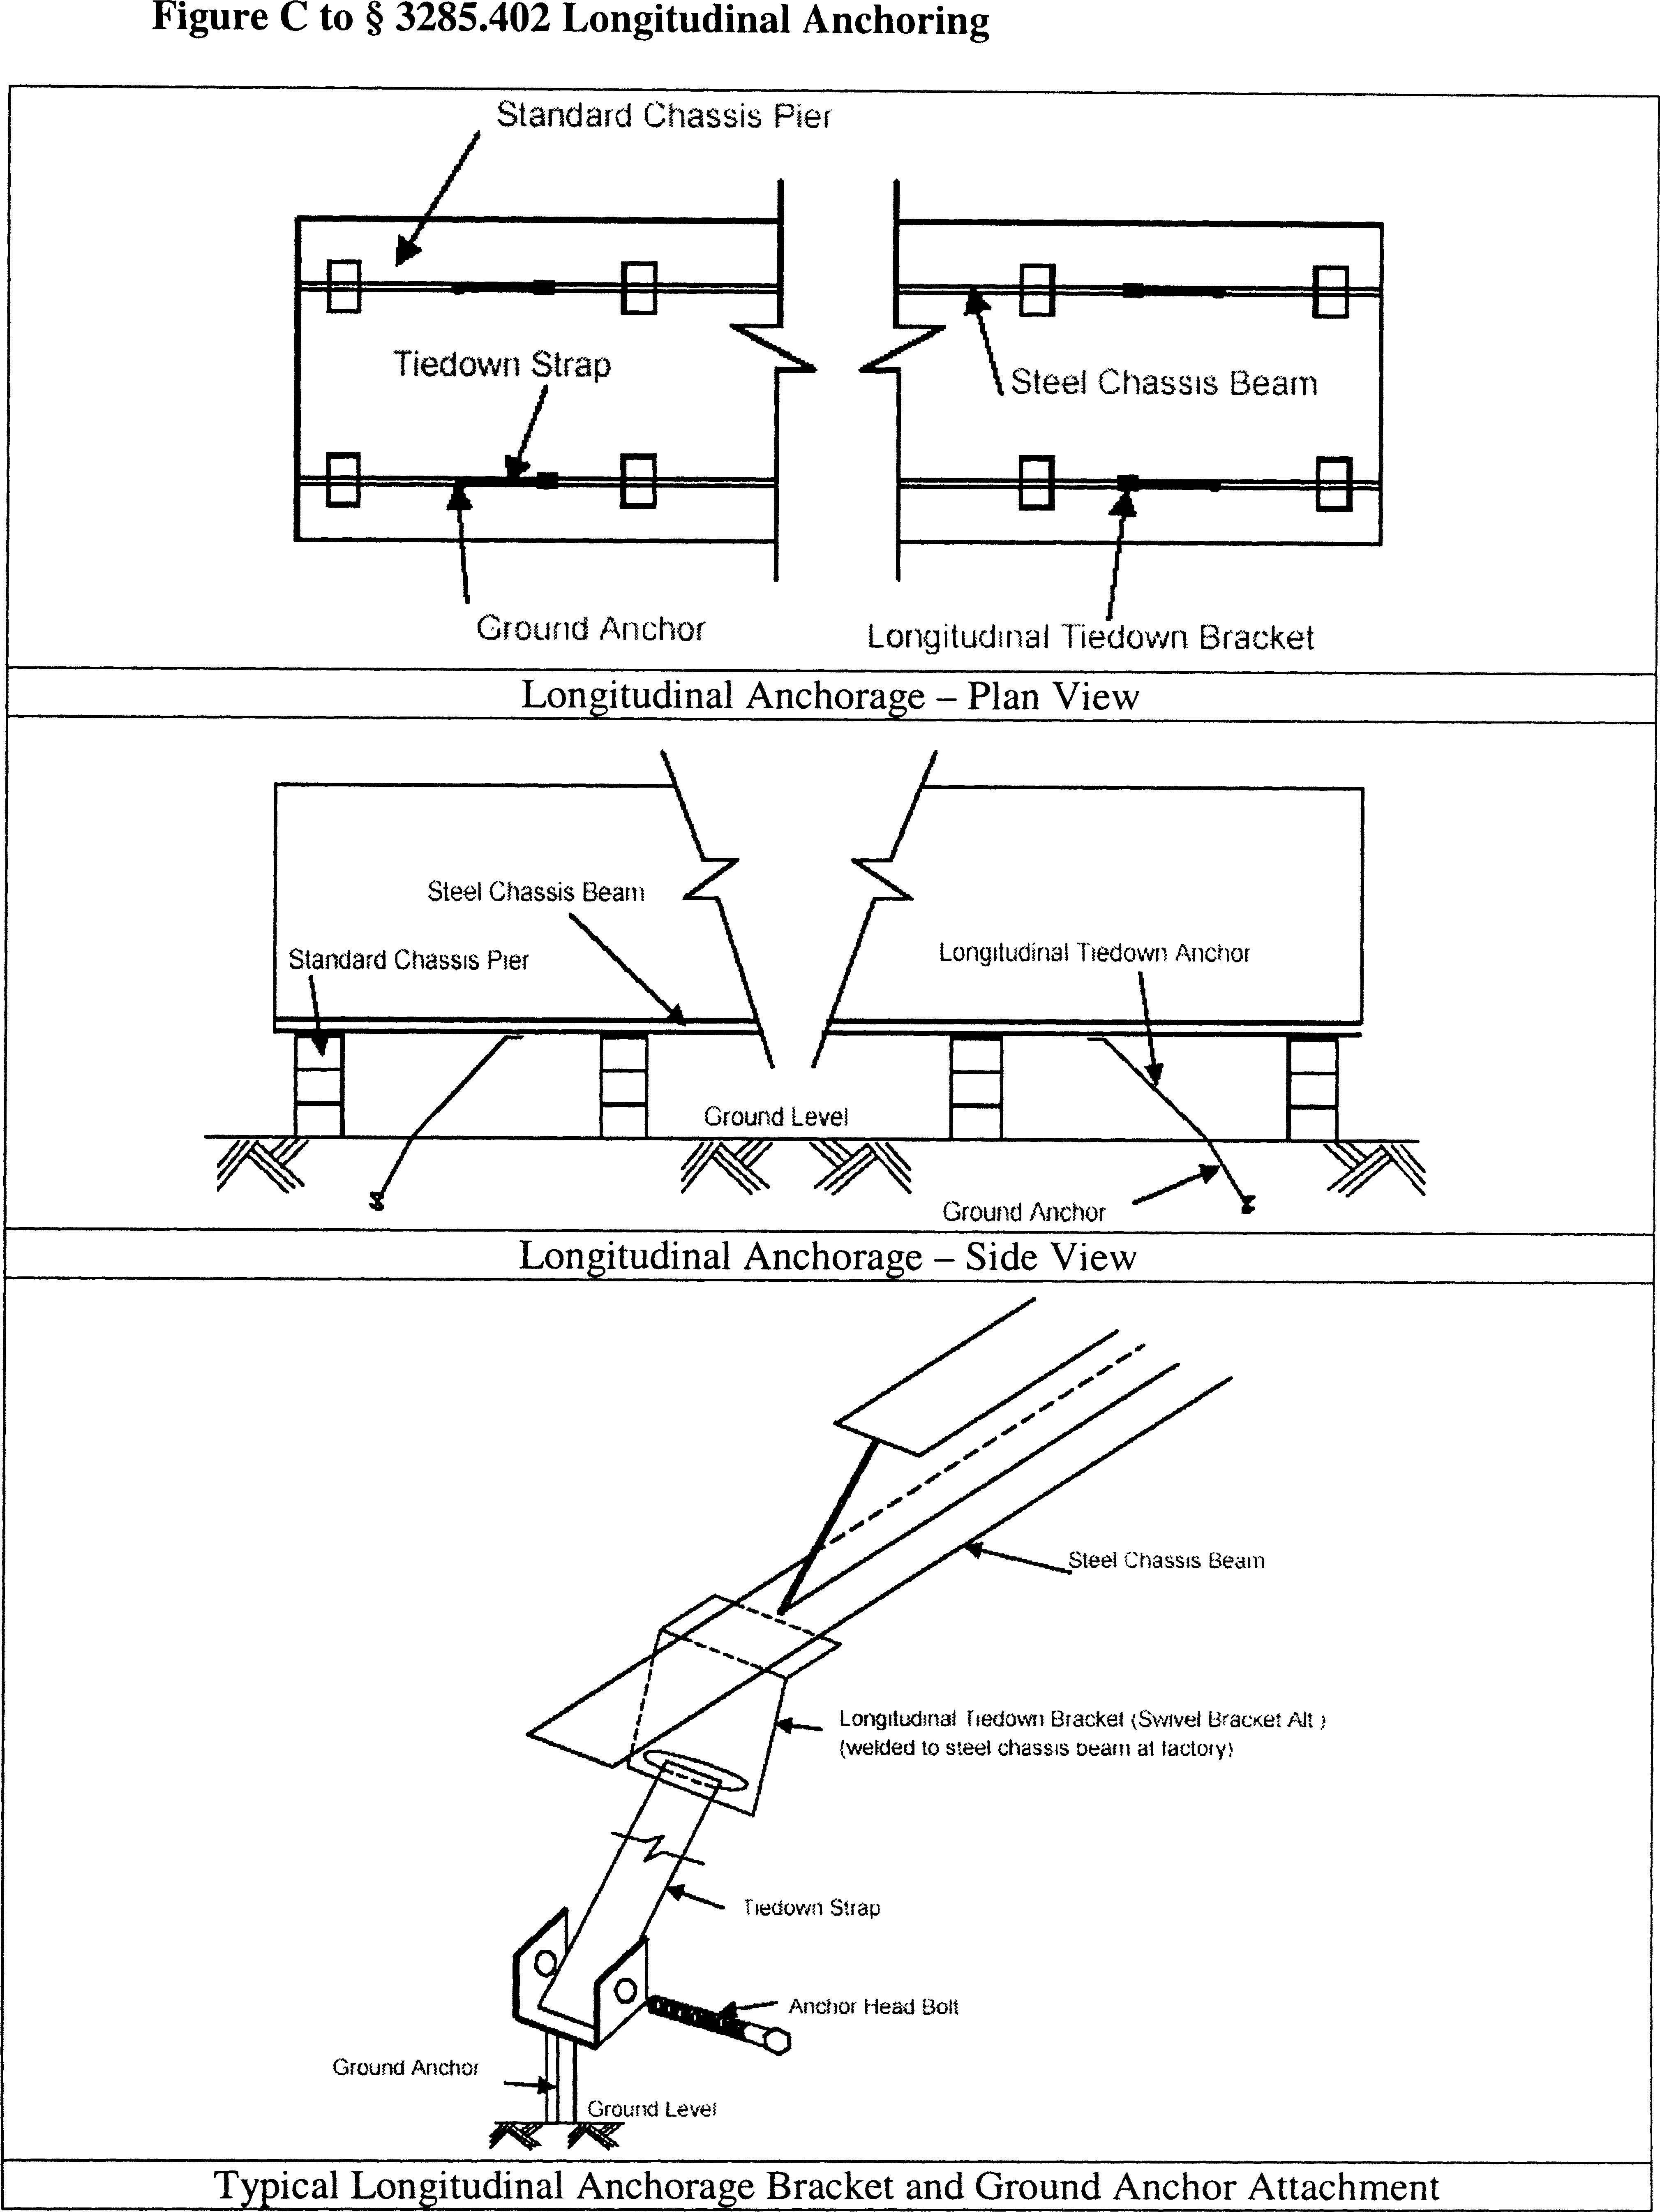 Figure C to § 3285.402 Longitudinal Anchoring
Standard Chassis Pier
Tiedown Strap
Steel Chassis Beam
Ground Anchor
Longitudinal Tiedown Bracket
Longitudinal Anchorage – Plan View
Steel Chassis Beam
Standard Chassis Pier
Longitudinal Tiedown Anchor
Ground Level
Ground Anchor
Longitudinal Anchorage – Side View
Steel Chassis Beam
Longitudinal Tiedown Bracket (Swivel Bracket Alt )
(welded to steel chassis beam at factory)
Tiedown Strap
Anchor Head Bolt
Ground Anchor
Ground Level
Typical Longitudinal Anchorage Bracket and Ground Anchor Attachment